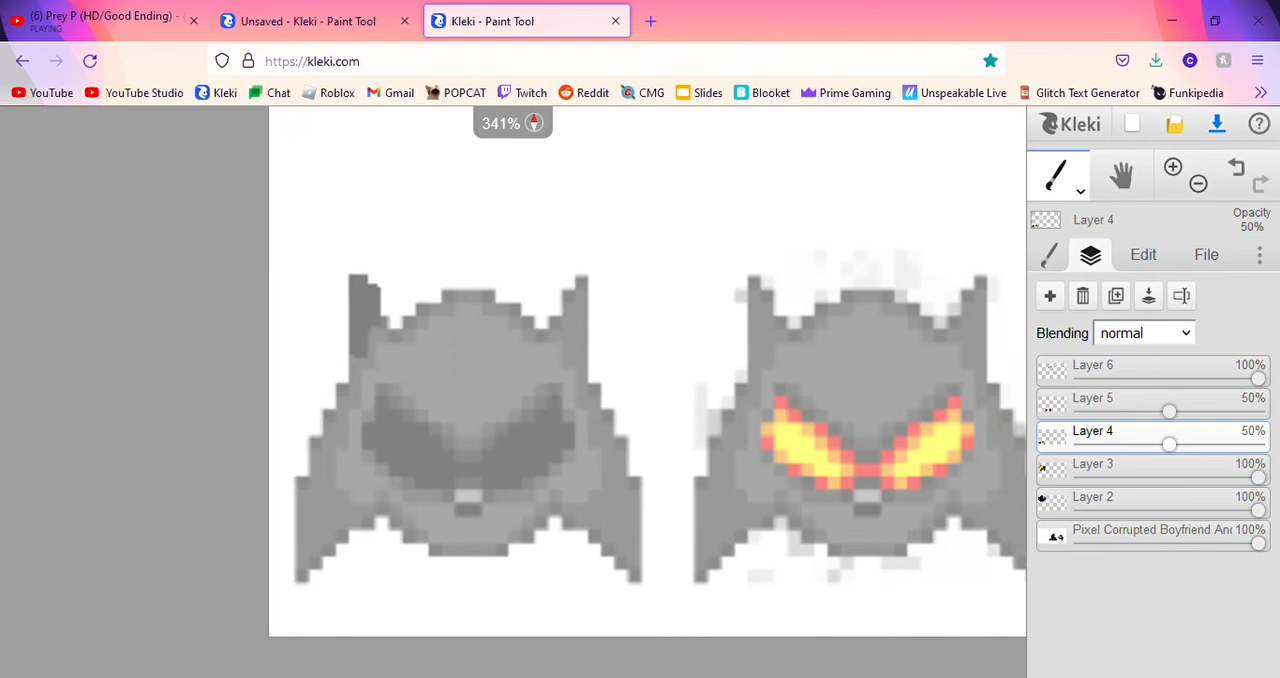 (6) Prey P (HD/Good Ending) - (
PLAYING
Unsaved - Kleki - Paint Tool
Kleki - Paint Tool
https://kleki.com
YouTube
YouTube Studio
Kleki
Chat
Roblox
Gmail
POPCAT
Twitch
Reddit
CMG
Slides
Blooket
Prime Gaming
Unspeakable Live
Glitch Text Generator
Funkipedia
341%
Kleki
Layer 4
Opacity
50%
Edit
File
Blending
normal
Layer 6 100%
Layer 5 50%
Layer 4 50%
Layer 3 100%
Layer 2 100%
Pixel Corrupted Boyfriend Anc 100%